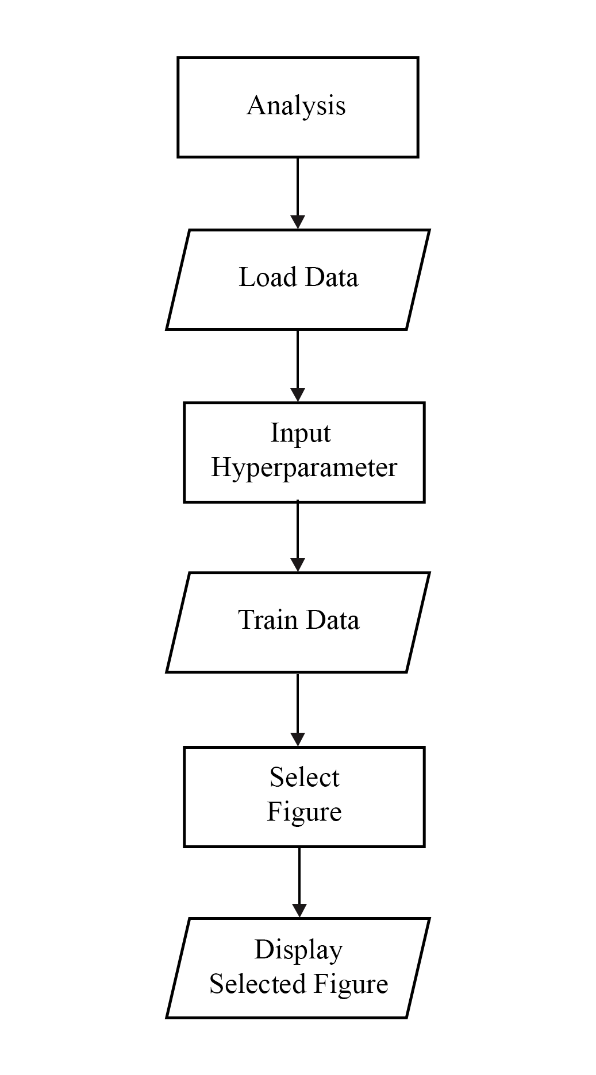 Analysis
Load Data
Input
Hyperparameter
Train Data
Select
Figure
Display
Selected Figure